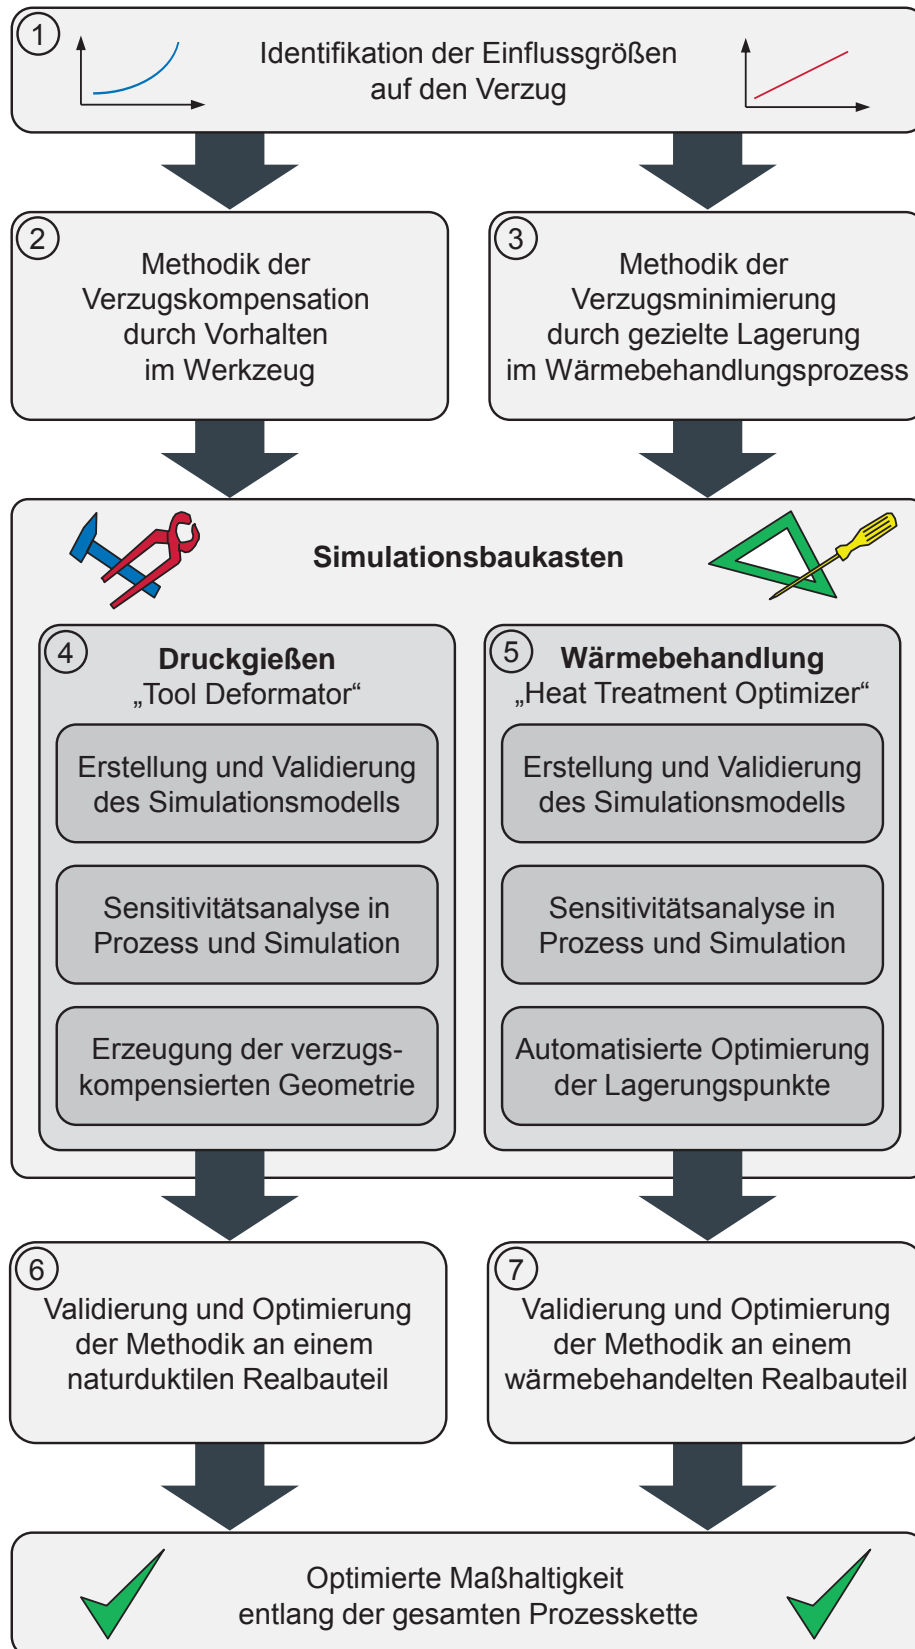 1
Identifikation der Einflussgrößen
auf den Verzug
2
Methodik der
Verzugskompensation
durch Vorhalten
im Werkzeug
3
Methodik der
Verzugsminimierung
durch gezielte Lagerung
im Wärmebehandlungsprozess
Simulationsbaukasten
4
Druckgießen
„Tool Deformator“
Erstellung und Validierung
des Simulationsmodells
Sensitivitätsanalyse in
Prozess und Simulation
Erzeugung der verzugs-
kompensierten Geometrie
5
Wärmebehandlung
„Heat Treatment Optimizer“
Erstellung und Validierung
des Simulationsmodells
Sensitivitätsanalyse in
Prozess und Simulation
Automatisierte Optimierung
der Lagerungspunkte
6
Validierung und Optimierung
der Methodik an einem
naturduktilen Realbauteil
7
Validierung und Optimierung
der Methodik an einem
wärmebehandelten Realbauteil
Optimierte Maßhaltigkeit
entlang der gesamten Prozesskette